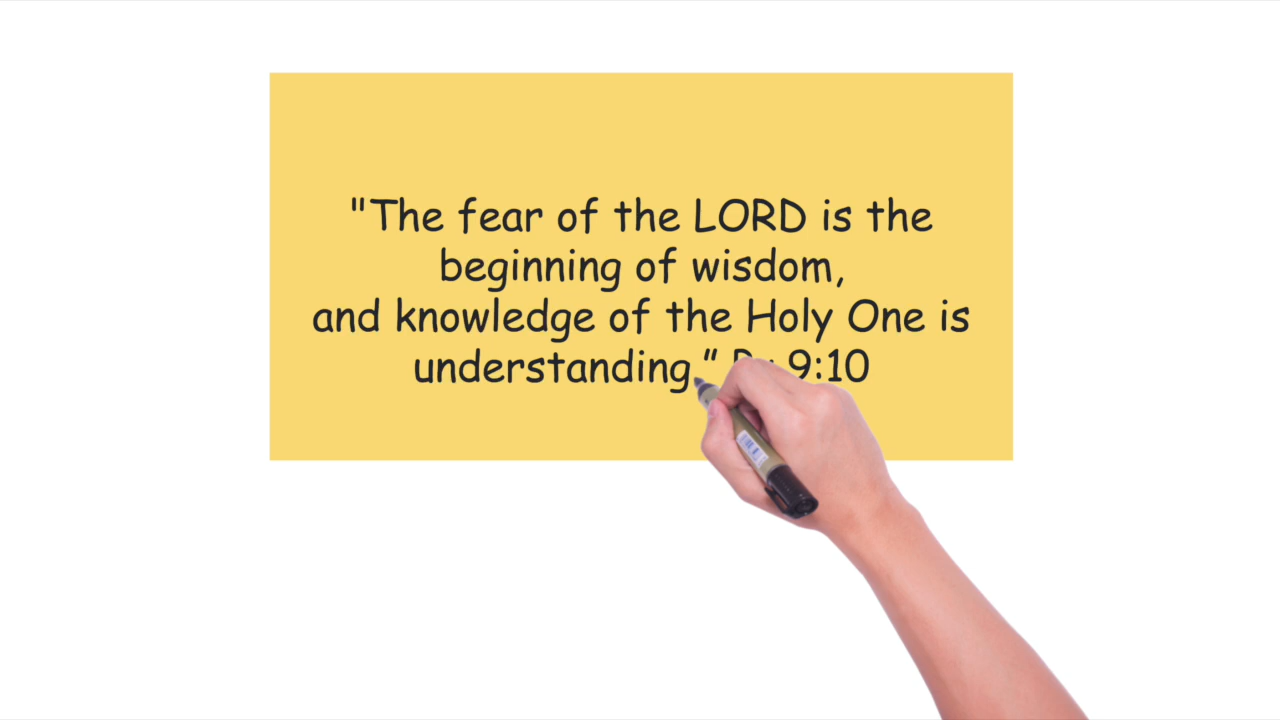 "The fear of the LORD is the
beginning of wisdom,
and knowledge of the Holy One is
understanding.” 9:10